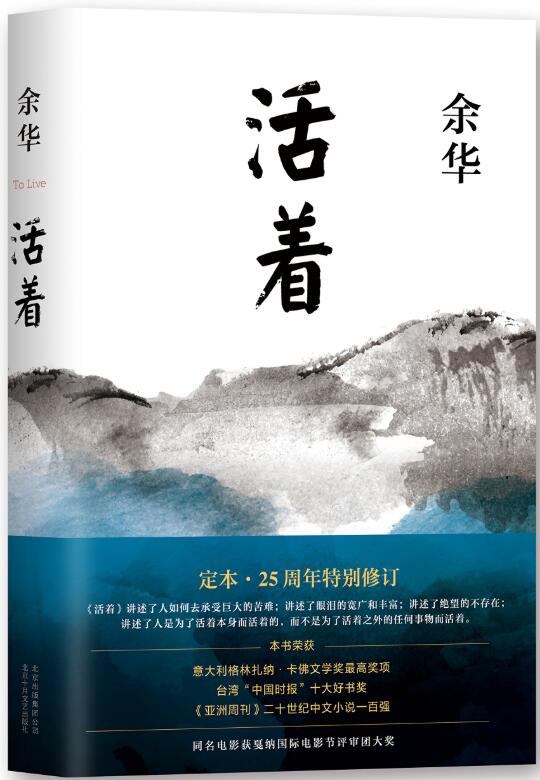 余华
To Live
活着
北京出版集团公司
北京十月文艺出版社
活着
余华
定本·25周年特别修订
《活着》讲述了人如何去承受巨大的苦难；讲述了眼泪的宽广和丰富；讲述了绝望的不存在；
讲述了人是为了活着本身而活着的，而不是为了活着之外的任何事物而活着。
本书荣获
意大利格林扎纳·卡佛文学奖最高奖项
台湾“中国时报”十大好书奖
《亚洲周刊》二十世纪中文小说一百强
同名电影获戛纳国际电影节评审团大奖